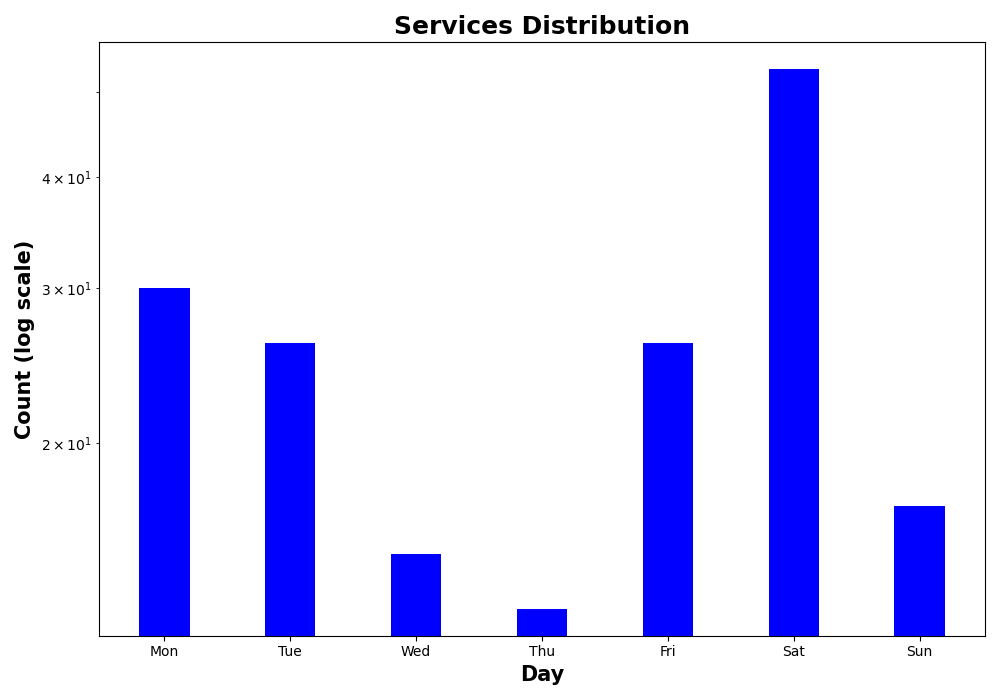 Services Distribution
Count (log scale)
4 × 10¹
3 × 10¹
2 × 10¹
Mon Tue Wed Thu Fri Sat Sun
Day